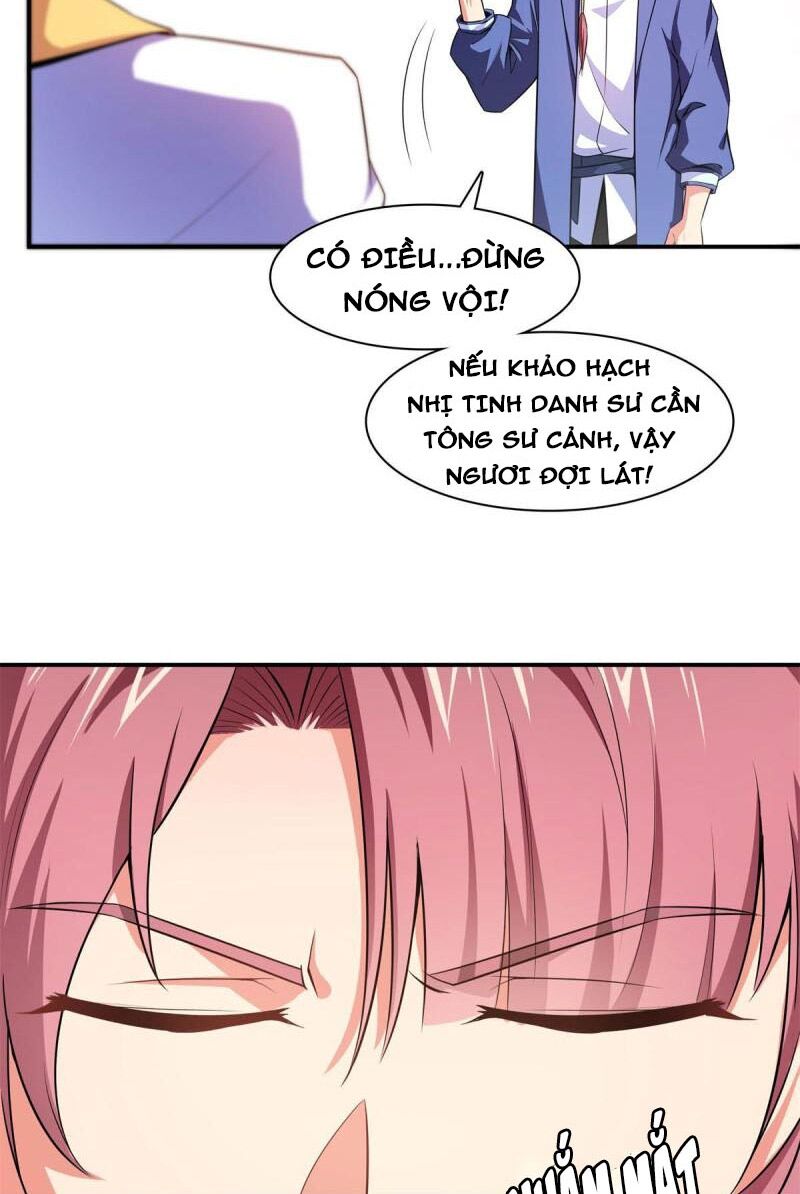 CÓ ĐIỀU...ĐỪNG
NÓNG VỘI!
NẾU KHẢO HẠCH
NHỊ TINH DANH SƯ CẦN
TÔNG SƯ CẢNH, VẬY
NGƯƠI ĐỢI LÁT!
MẮT